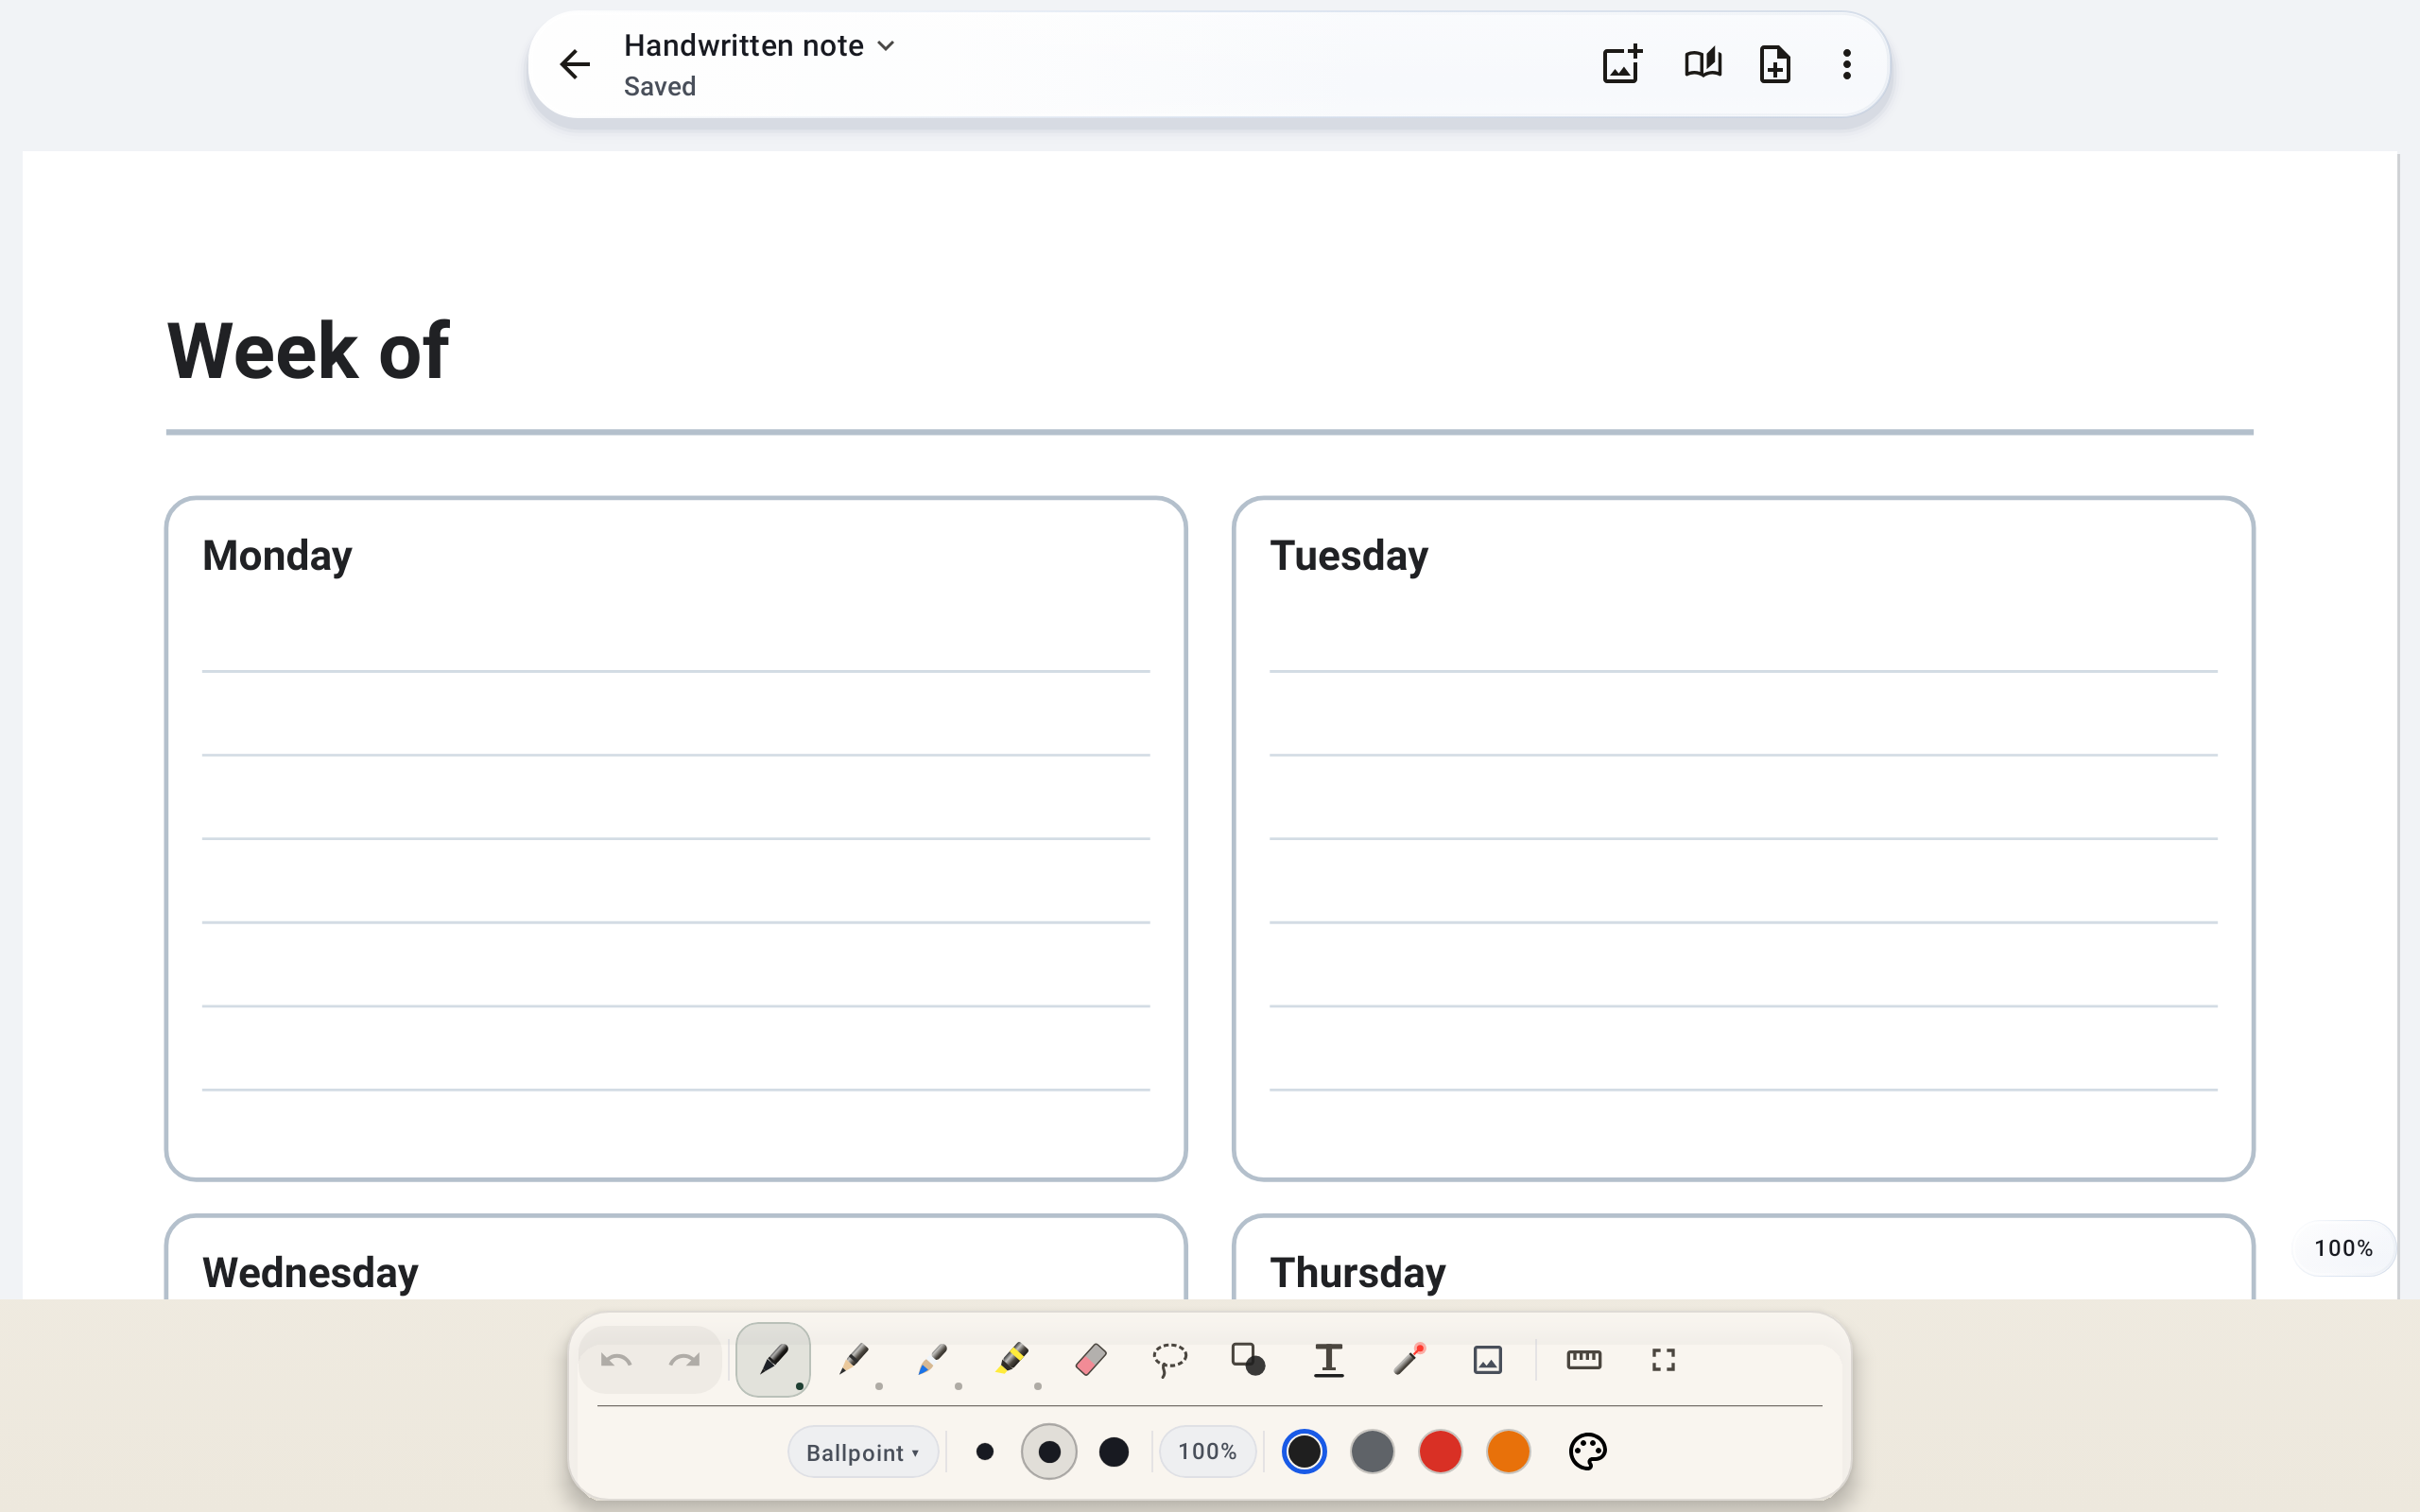 Handwritten note
Saved
Week of
Monday
Tuesday
Wednesday
Thursday
100%
Ballpoint
100%